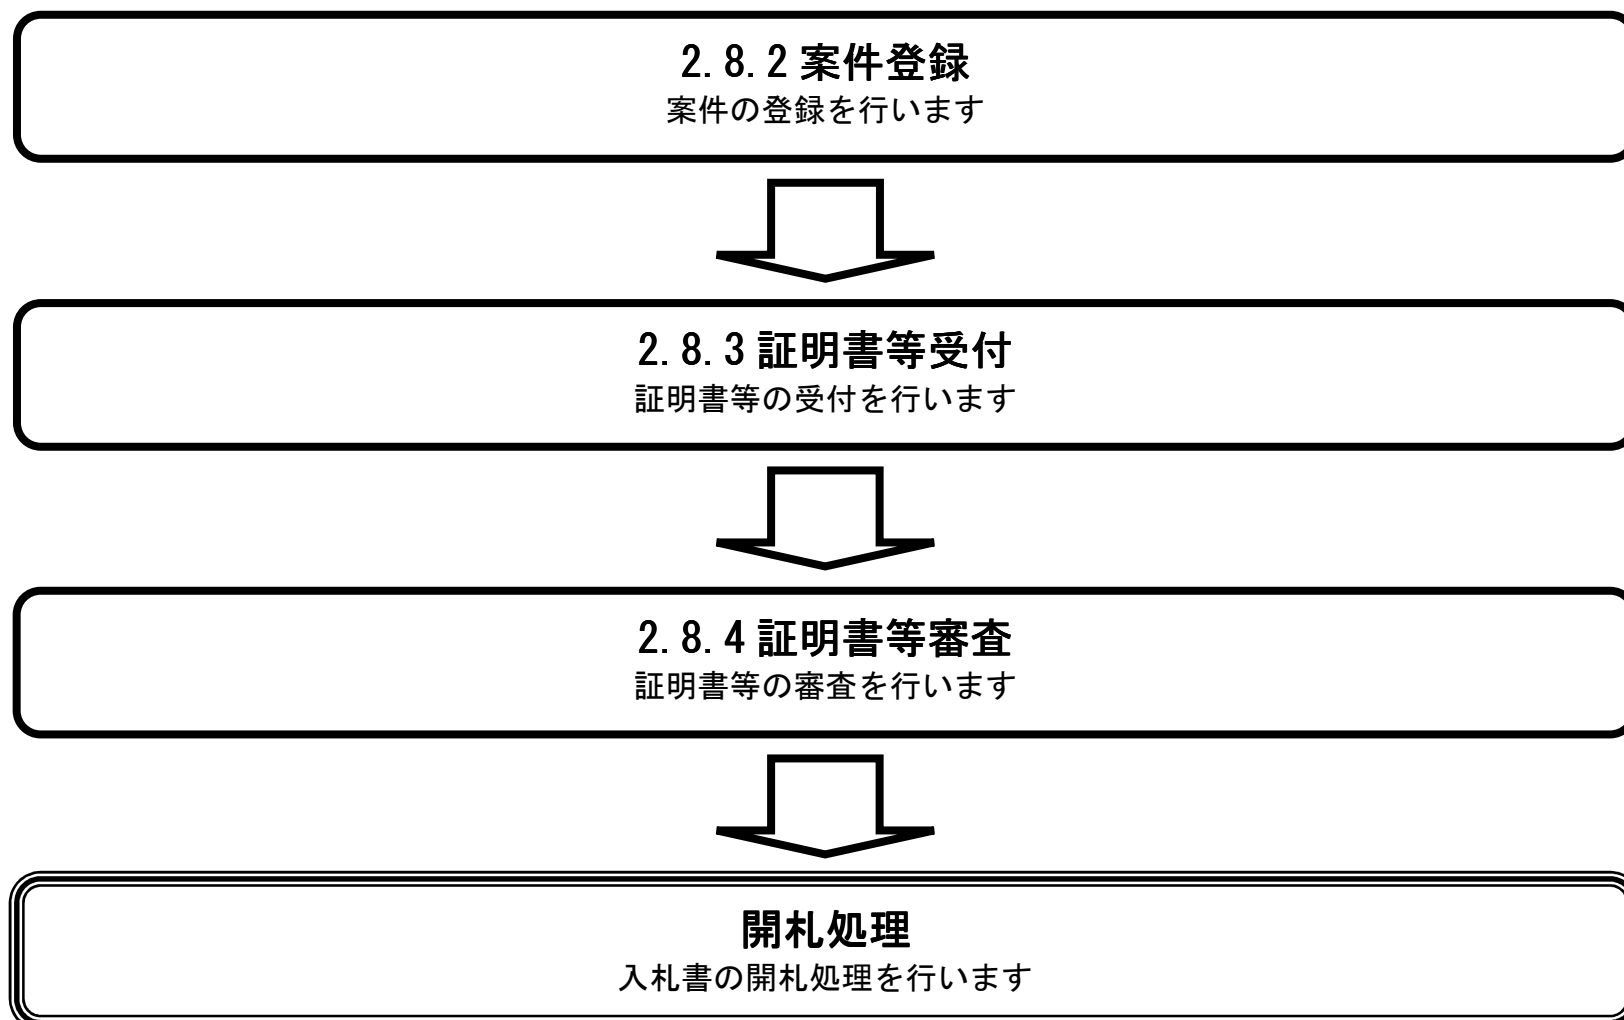 2.8.2 案件登録
案件の登録を行います
2.8.3 証明書等受付
証明書等の受付を行います
2.8.4 証明書等審査
証明書等の審査を行います
開札処理
入札書の開札処理を行います